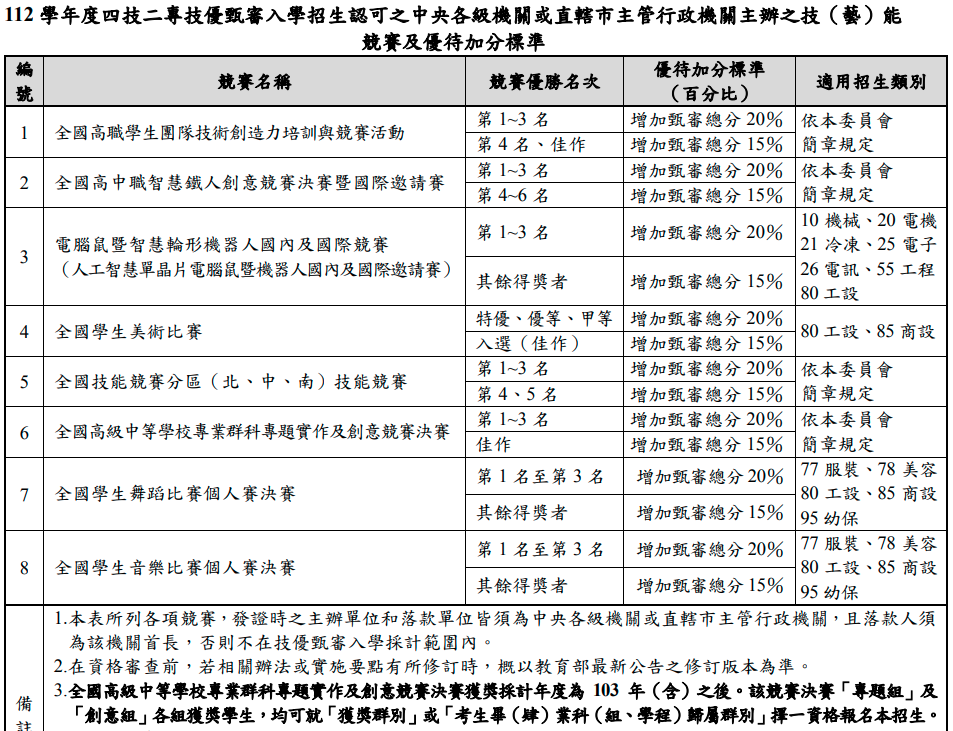 112 學年度四技二專技優甄審入學招生認可之中央各級機關或直轄市主管行政機關主辦之技（藝）能
競賽及優待加分標準
編號 競賽名稱 競賽優勝名次 優待加分標準（百分比） 適用招生類別
1 全國高職學生團隊技術創造力培訓與競賽活動 第 1~3 名 增加甄審總分 20% 依本委員會
第 4 名、佳作 增加甄審總分 15% 簡章規定
2 全國高中職智慧鐵人創意競賽決賽暨國際邀請賽 第 1~3 名 增加甄審總分 20% 依本委員會
第 4~6 名 增加甄審總分 15% 簡章規定
3 電腦鼠暨智慧輪形機器人國內及國際競賽
（人工智慧單晶片電腦鼠暨機器人國內及國際邀請賽）
第 1~3 名 增加甄審總分 20%
其餘得獎者 增加甄審總分 15%
10 機械、20 電機
21 冷凍、25 電子
26 電訊、55 工程
80 工設
4 全國學生美術比賽 特優、優等、甲等 增加甄審總分 20% 80 工設、85 商設
入選（佳作） 增加甄審總分 15%
5 全國技能競賽分區（北、中、南）技能競賽 第 1~3 名 增加甄審總分 20% 依本委員會
第 4、5 名 增加甄審總分 15% 簡章規定
6 全國高級中等學校專業群科專題實作及創意競賽決賽 第 1~3 名 增加甄審總分 20% 依本委員會
佳作 增加甄審總分 15% 簡章規定
7 全國學生舞蹈比賽個人賽決賽
第 1 名至第 3 名 增加甄審總分 20%
其餘得獎者 增加甄審總分 15%
77 服裝、78 美容
80 工設、85 商設
95 幼保
8 全國學生音樂比賽個人賽決賽
第 1 名至第 3 名 增加甄審總分 20%
其餘得獎者 增加甄審總分 15%
77 服裝、78 美容
80 工設、85 商設
95 幼保
備註
1.本表所列各項競賽，發證時之主辦單位和落款單位皆須為中央各級機關或直轄市主管行政機關，且落款人須
為該機關首長，否則不在技優甄審入學採計範圍內。
2.在資格審查前，若相關辦法或實施要點有所修訂時，概以教育部最新公告之修訂版本為準。
3.全國高級中等學校專業群科專題實作及創意競賽決賽獲獎採計年度為 103 年（含）之後。該競賽決賽「專題組」及
「創意組」各組獲獎學生，均可就「獲獎群別」或「考生畢（肄）業科（組、學程）歸屬群別」擇一資格報名本招生。